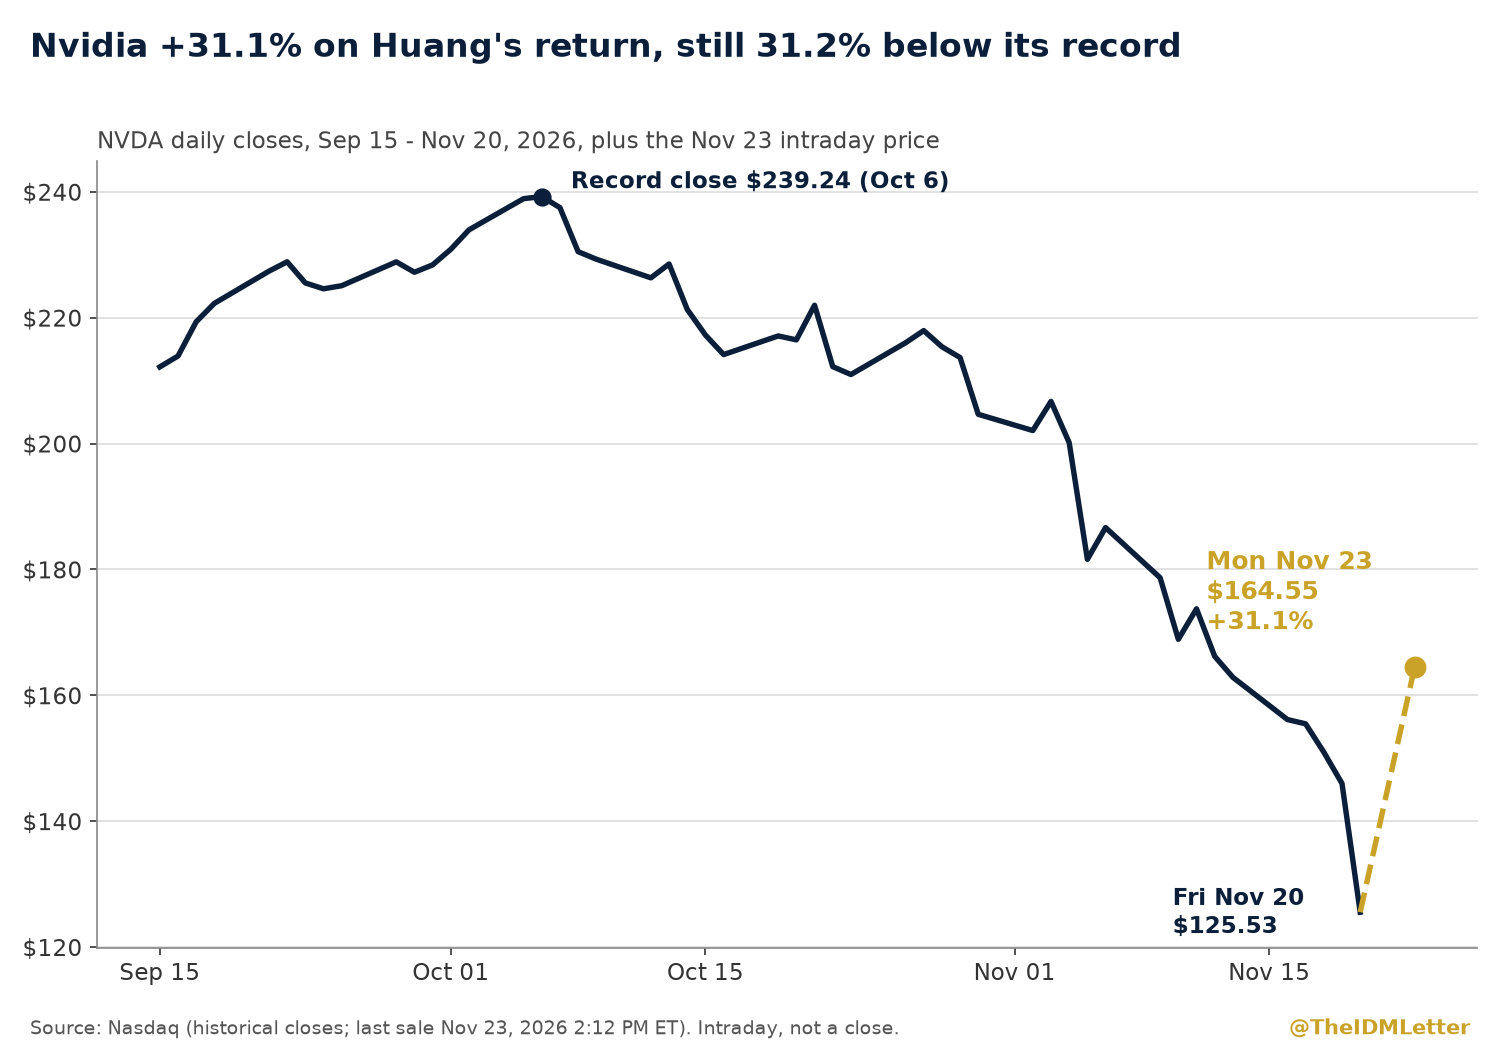 Nvidia +31.1% on Huang's return, still 31.2% below its record
NVDA daily closes, Sep 15 - Nov 20, 2026, plus the Nov 23 intraday price
Record close $239.24 (Oct 6)
$240
$220
$200
$180
$160
$140
$120
Mon Nov 23
$164.55
+31.1%
Fri Nov 20
$125.53
Sep 15
Oct 01
Oct 15
Nov 01
Nov 15
Source: Nasdaq (historical closes; last sale Nov 23, 2026 2:12 PM ET). Intraday, not a close.
@TheIDMLetter